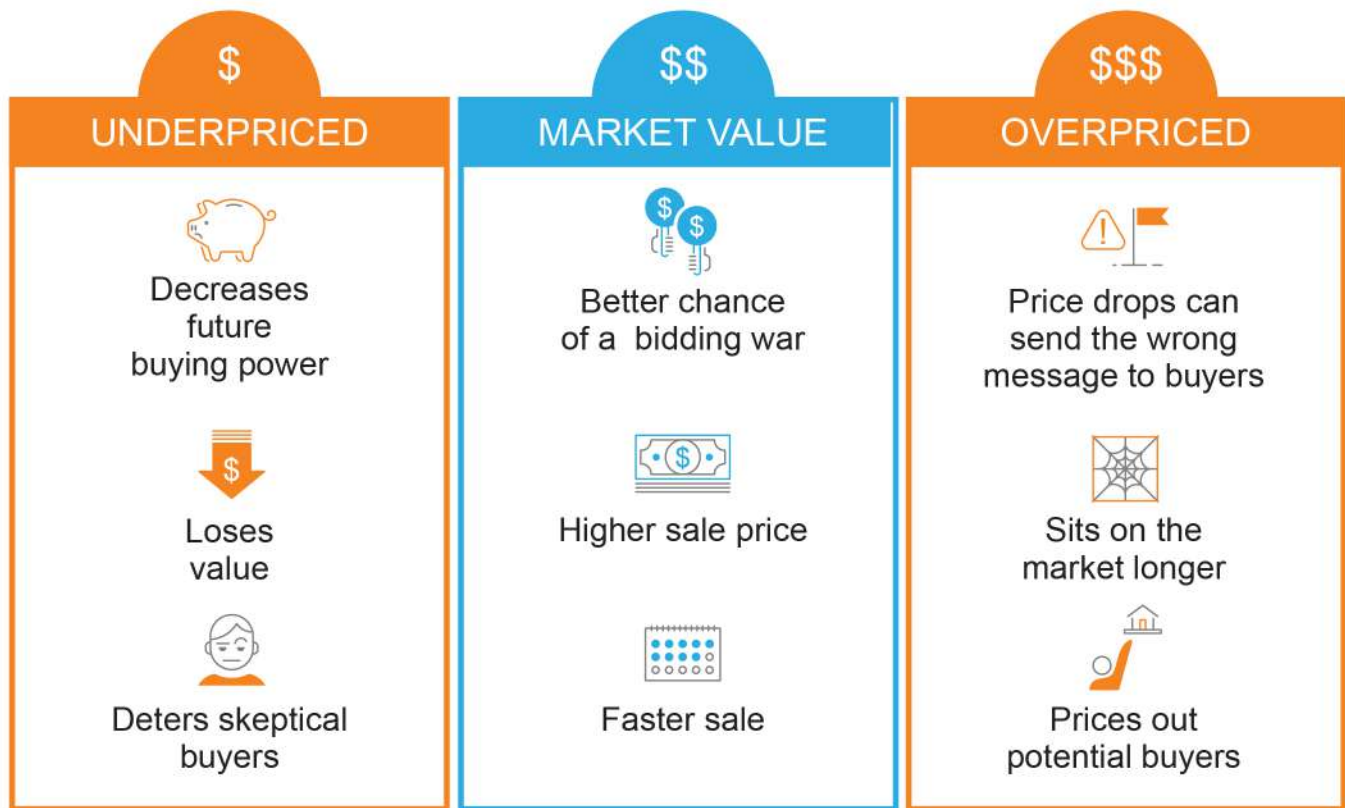 $
UNDERPRICED
$
Decreases
future
buying power
$
Loses
value
Deters skeptical
buyers
$$
MARKET VALUE
$
$
Better chance
of a bidding war
$
Higher sale price
Faster sale
$$$
OVERPRICED
!
Price drops can
send the wrong
message to buyers
Sits on the
market longer
Prices out
potential buyers